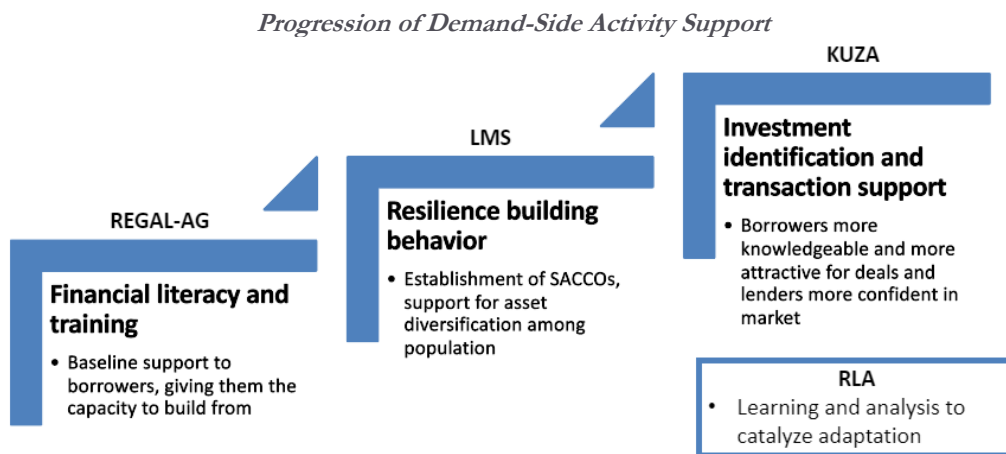 Progression of Demand-Side Activity Support
REGAL-AG
Financial literacy and
training
• Baseline support to
borrowers, giving them the
capacity to build from
LMS
Resilience building
behavior
• Establishment of SACCOs,
support for asset
diversification among
population
KUZA
Investment
identification and
transaction support
• Borrowers more
knowledgeable and more
attractive for deals and
lenders more confident in
market
RLA
• Learning and analysis to
catalyze adaptation